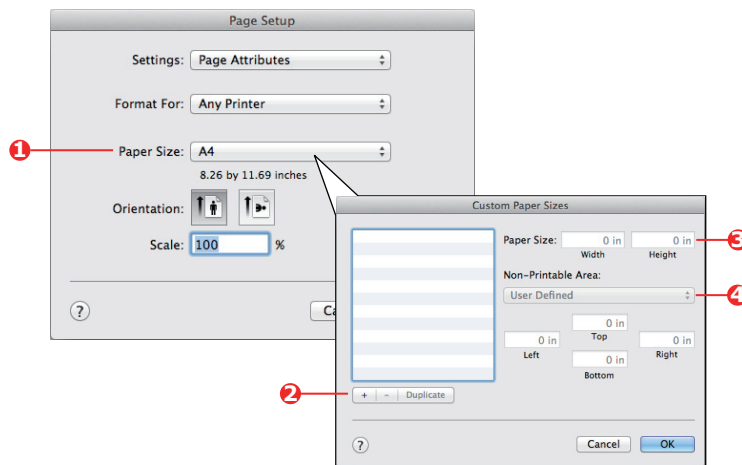 Page Setup
Settings: Page Attributes
Format For: Any Printer
1 Paper Size: A4
8.26 by 11.69 inches
Orientation:
Scale: 100 %
?
Custom Paper Sizes
Paper Size: 0 in 0 in 3
Width Height
Non-Printable Area:
User Defined 4
0 in
Top
0 in 0 in
Left Right
0 in
Bottom
2 + - Duplicate
? Cancel OK